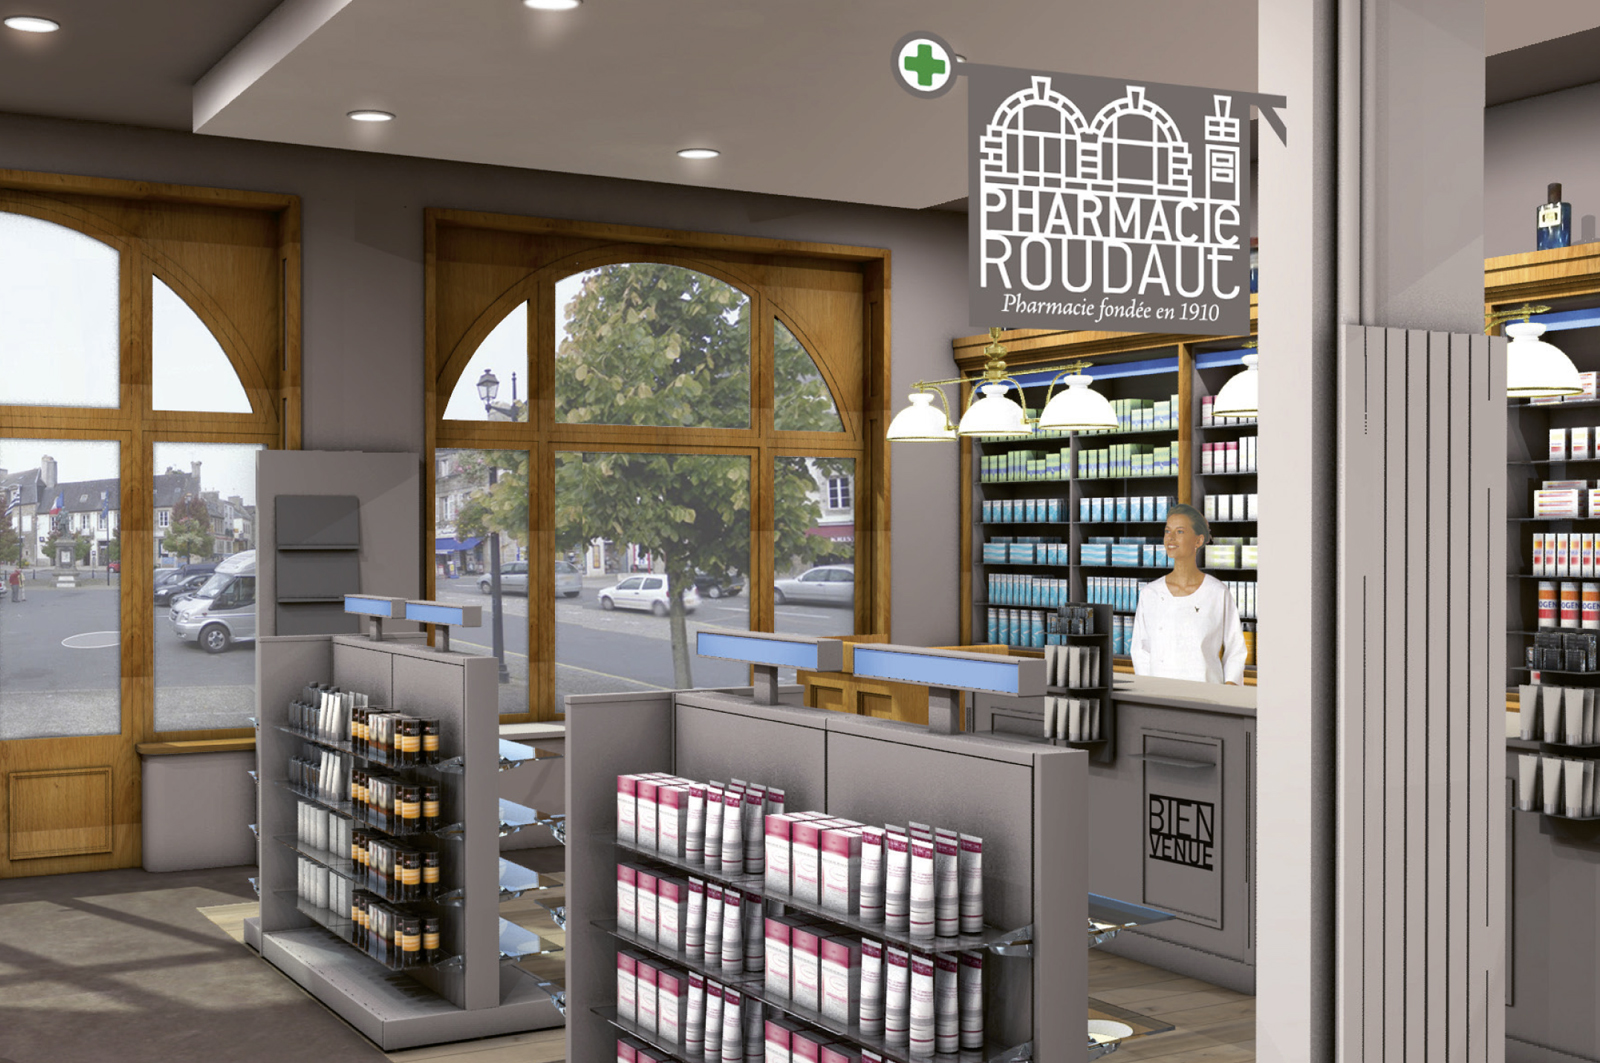 PHARMACIE
ROUDAUT
Pharmacie fondée en 1910
BIEN
VENUE